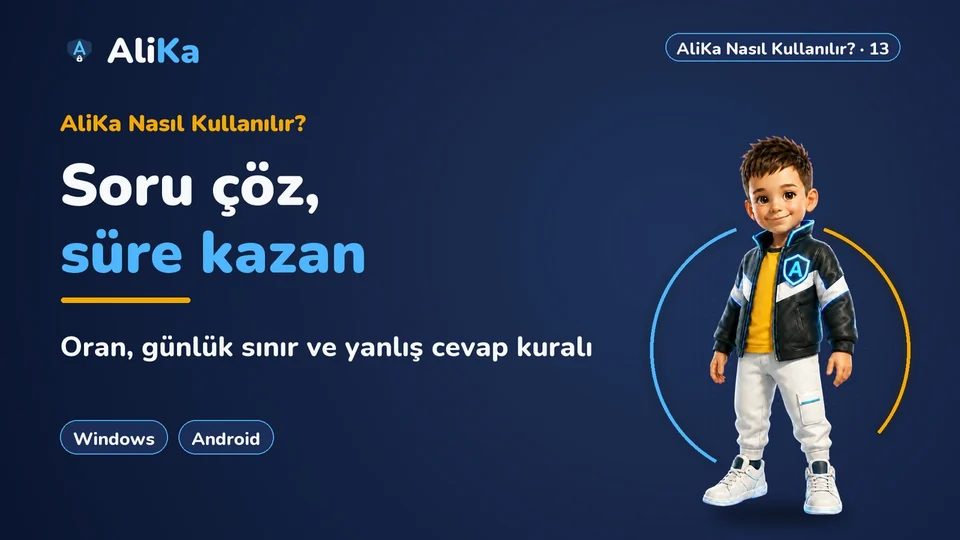 AliKa
AliKa Nasıl Kullanılır? · 13
AliKa Nasıl Kullanılır?
Soru çöz,
süre kazan
Oran, günlük sınır ve yanlış cevap kuralı
Windows
Android
A
A